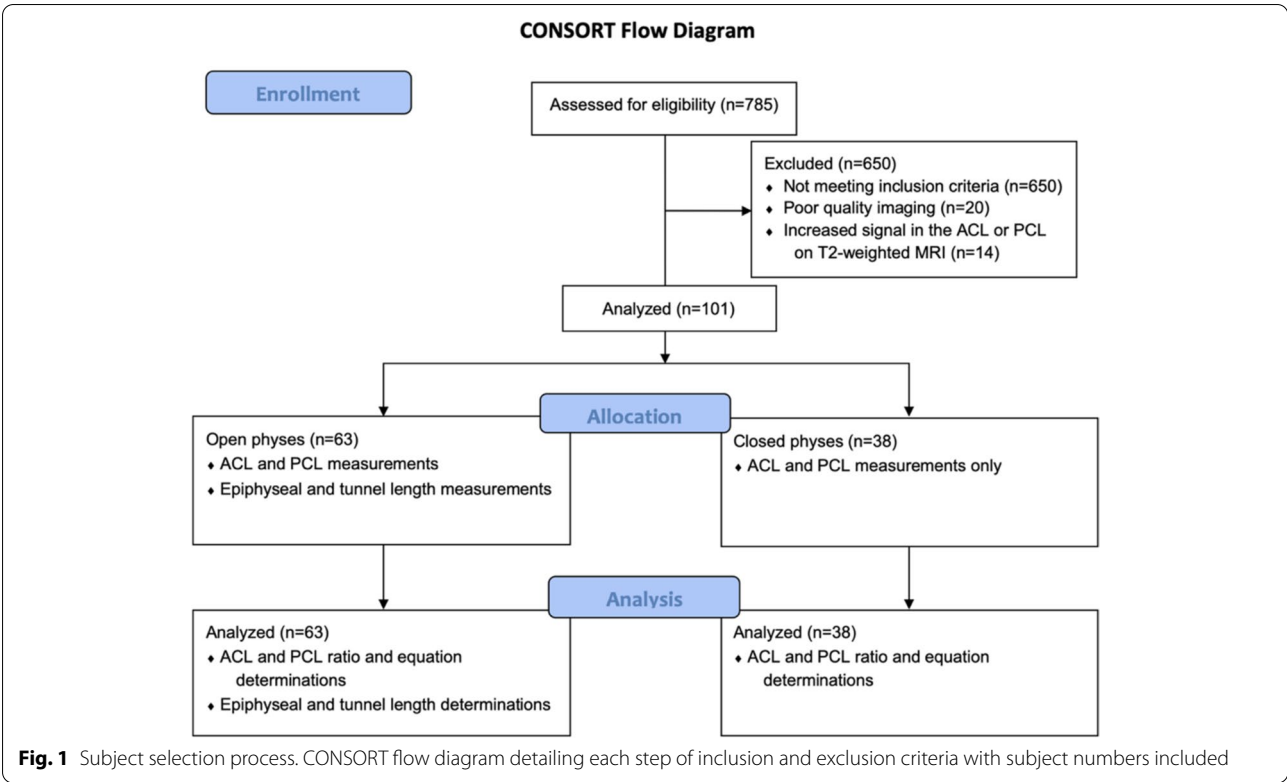 CONSORT Flow Diagram
Enrollment
Assessed for eligibility (n=785)
Excluded (n=650)
♦ Not meeting inclusion criteria (n=650)
♦ Poor quality imaging (n=20)
♦ Increased signal in the ACL or PCL
on T2-weighted MRI (n=14)
Analyzed (n=101)
Allocation
Open physes (n=63)
♦ ACL and PCL measurements
♦ Epiphyseal and tunnel length measurements
Closed physes (n=38)
♦ ACL and PCL measurements only
Analysis
Analyzed (n=63)
♦ ACL and PCL ratio and equation
determinations
♦ Epiphyseal and tunnel length determinations
Analyzed (n=38)
♦ ACL and PCL ratio and equation
determinations
Fig. 1 Subject selection process. CONSORT flow diagram detailing each step of inclusion and exclusion criteria with subject numbers included